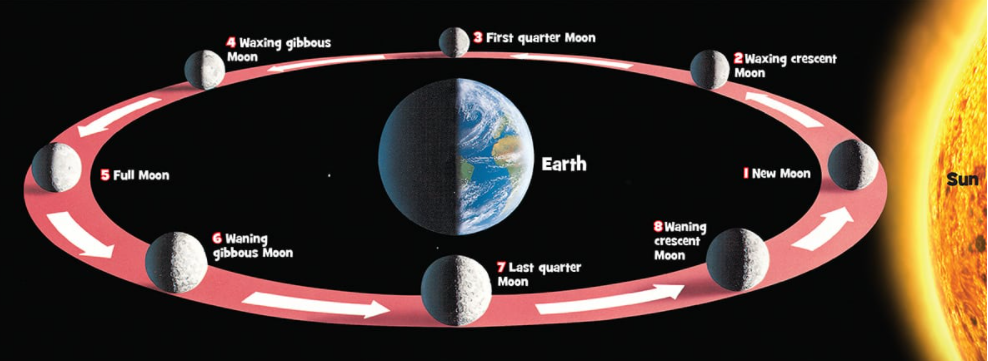 4 Waxing gibbous
Moon
3 First quarter Moon
2 Waxing crescent
Moon
Earth
5 Full Moon
1 New Moon
Sun
6 Waning
gibbous Moon
8 Waning
crescent
Moon
7 Last quarter
Moon